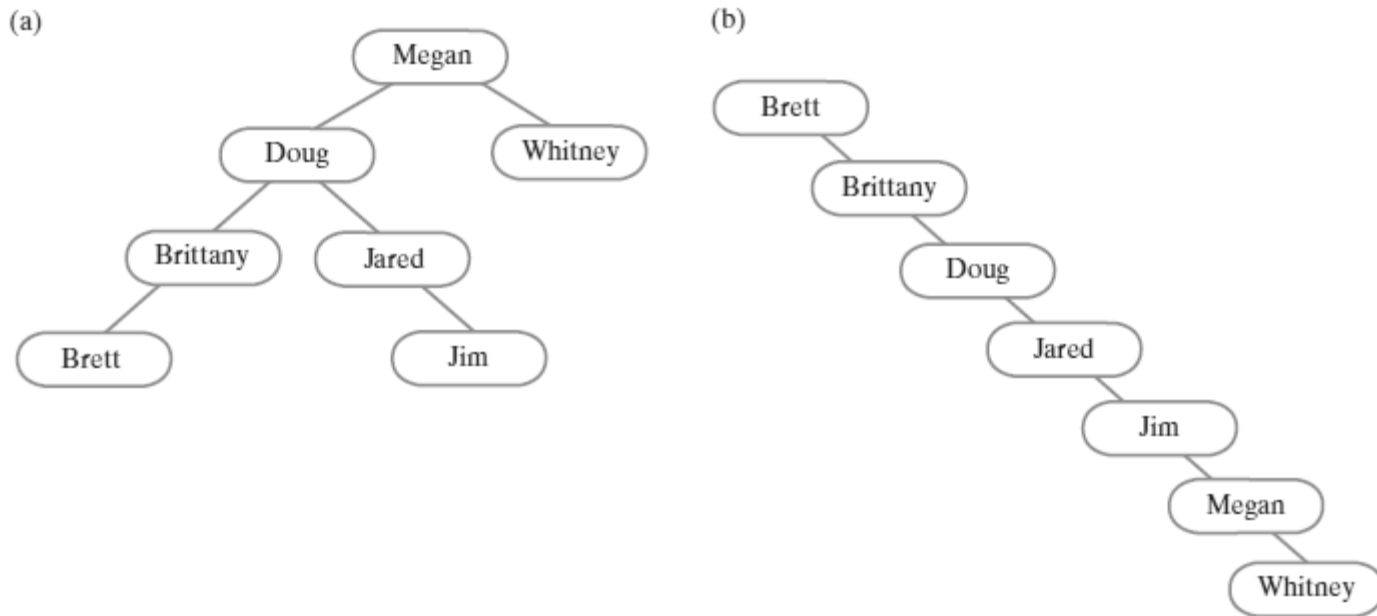 (a)
Megan
Doug
Whitney
Brittany
Jared
Brett
Jim
(b)
Brett
Brittany
Doug
Jared
Jim
Megan
Whitney